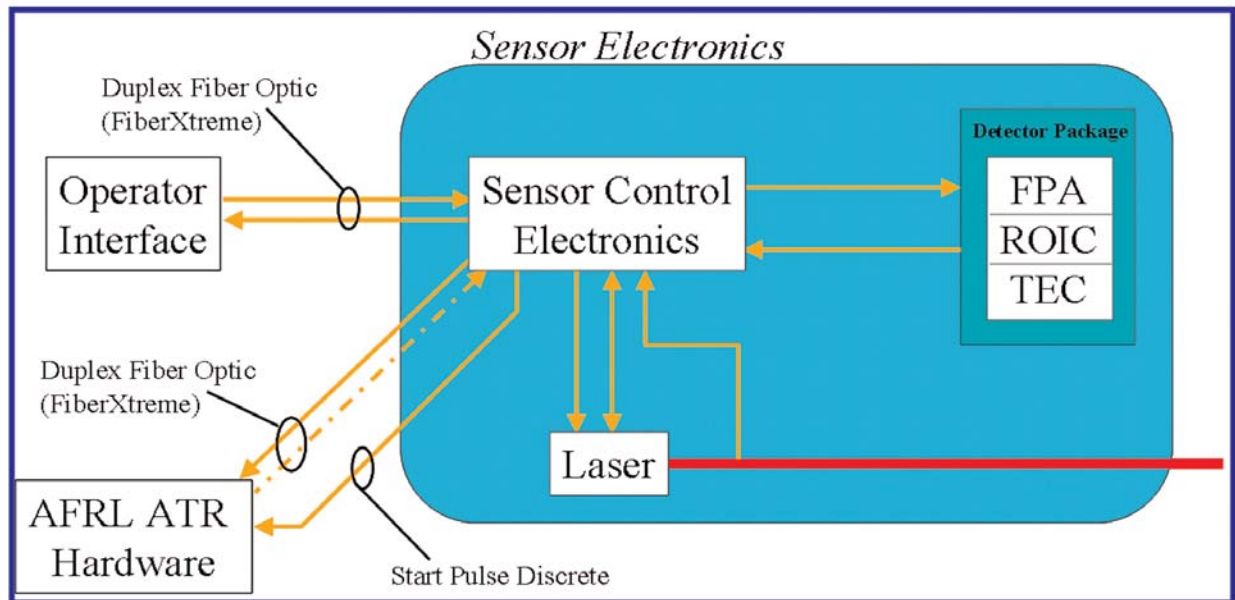 Sensor Electronics
Duplex Fiber Optic
(FiberXtreme)
Operator
Interface
Sensor Control
Electronics
Detector Package
FPA
ROIC
TEC
Duplex Fiber Optic
(FiberXtreme)
Laser
AFRL ATR
Hardware
Start Pulse Discrete